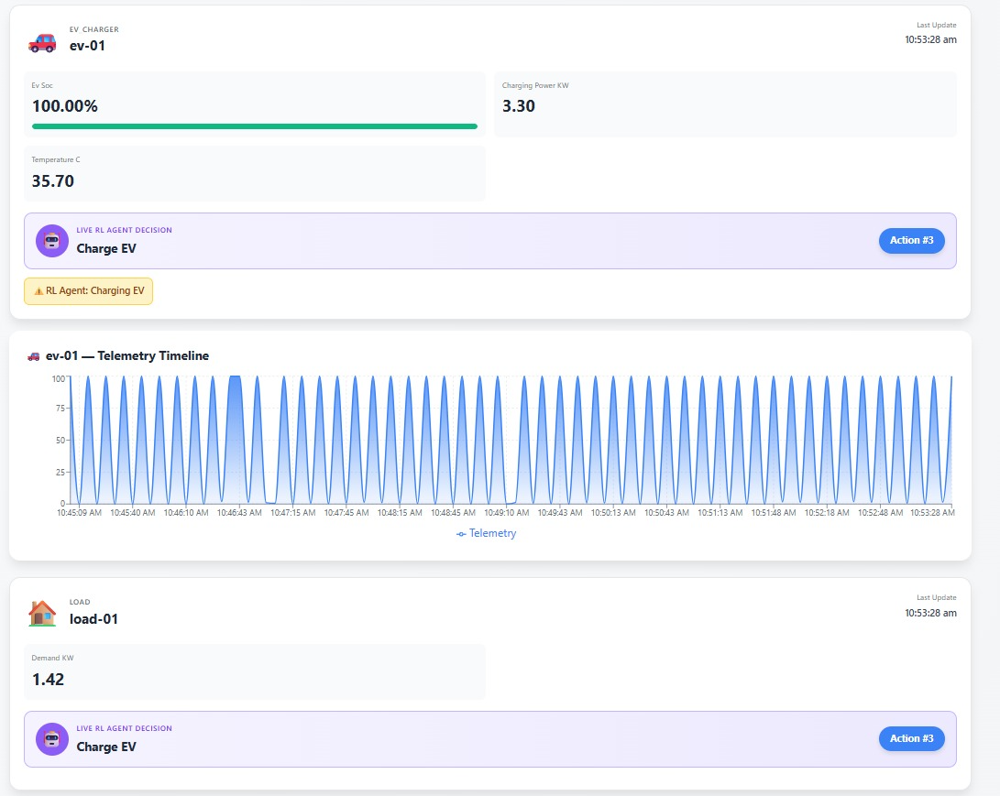 EV CHARGER
ev-01
Last Update
10:53:28 am
Ev Soc
100.00%
Charging Power KW
3.30
Temperature C
35.70
LIVE RL AGENT DECISION
Charge EV
Action #3
RL Agent: Charging EV
ev-01 — Telemetry Timeline
100
75
50
25
0
10:45:09 AM 10:45:40 AM 10:46:10 AM 10:46:43 AM 10:47:15 AM 10:47:45 AM 10:48:15 AM 10:48:45 AM 10:49:10 AM 10:49:43 AM 10:50:13 AM 10:50:43 AM 10:51:13 AM 10:51:48 AM 10:52:18 AM 10:52:48 AM 10:53:28 AM
Telemetry
LOAD
load-01
Last Update
10:53:28 am
Demand KW
1.42
LIVE RL AGENT DECISION
Charge EV
Action #3